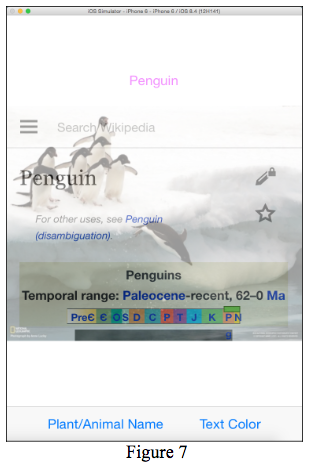 iOS Simulator - iPhone 6 - iPhone 6 / iOS 8.4 (12H141)
Penguin
Search Wikipedia
Penguin
For other uses, see Penguin
(disambiguation).
Penguins
Temporal range: Paleocene-recent, 62–0 Ma
PreЄ Є O S D C P T J K P N
Plant/Animal Name Text Color
Figure 7